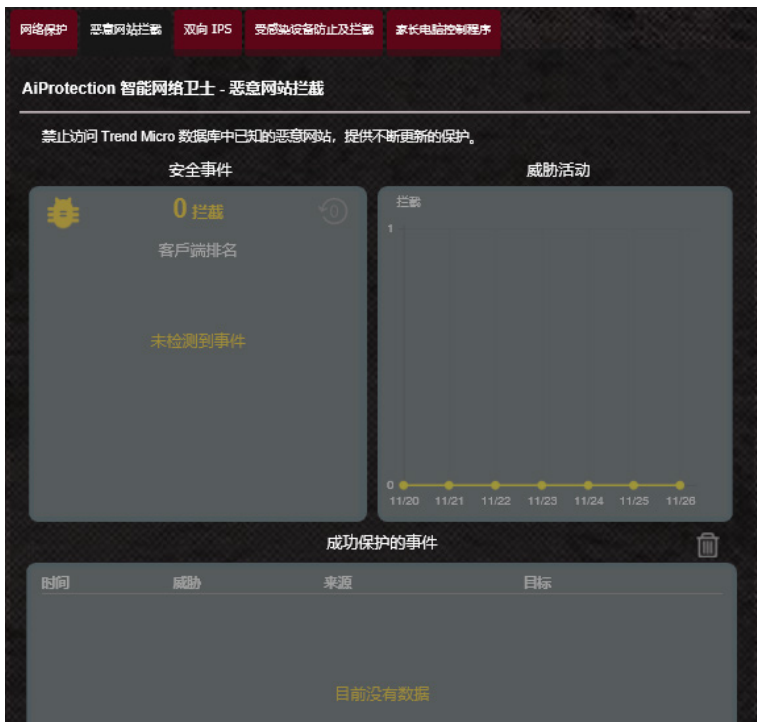 网络保护 恶意网站拦截 双向 IPS 受感染设备防止及拦截 家长电脑控制程序
AiProtection 智能网络卫士 - 恶意网站拦截
禁止访问 Trend Micro 数据库中已知的恶意网站，提供不断更新的保护。
安全事件
0 拦截
0
客戶端排名
未检测到事件
威胁活动
拦截
1
0
11/20 11/21 11/22 11/23 11/24 11/25 11/26
成功保护的事件
时间 威胁 来源 目标
目前没有数据